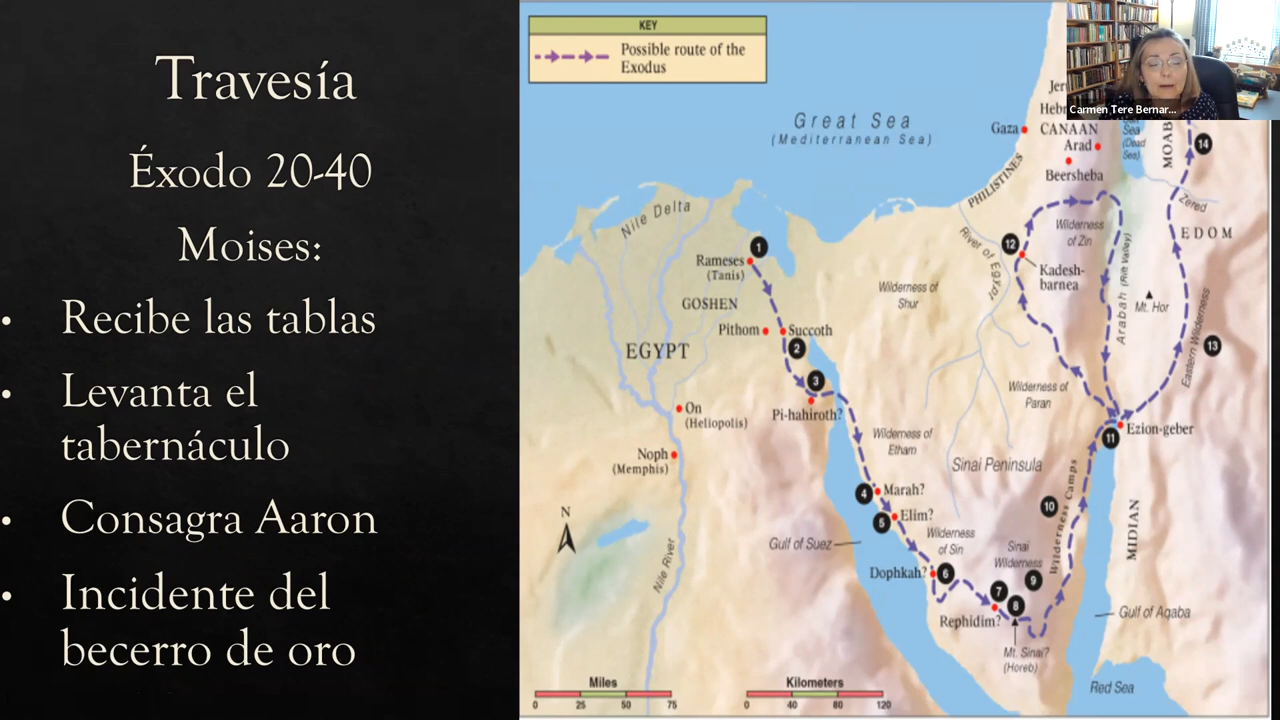 Travesía
Éxodo 20-40
Moises:
• Recibe las tablas
• Levanta el
tabernáculo
• Consagra Aaron
• Incidente del
becerro de oro
KEY
Possible route of the
Exodus
Carmen Tere Bernar...
Great Sea
(Mediterranean Sea)
Gaza
CANAAN
Arad
Beersheba
Sea
(Dead
Sea)
MOAB
14
PHILISTINES
Zered
EDOM
Nile Delta
1
Rameses
(Tanis)
GOSHEN
Pithom
Succoth
2
EGYPT
3
Pi-hahiroth?
On
(Heliopolis)
Noph
(Memphis)
River of Egypt
12
Wilderness
of Zin
Kadesh-
barnea
Wilderness of
Shur
Arabah (Rift Valley)
Mt. Hor
Eastern Wilderness
13
Wilderness of
Paran
Ezion-geber
11
Wilderness of
Etham
Sinai Peninsula
4
Marah?
5
Elim?
Wilderness
of Sin
Gulf of Suez
Dophkah?
6
Sinai
Wilderness
7
8
9
10
Wilderness Camps
Rephidim?
Mt. Sinai?
(Horeb)
MIDIAN
Gulf of Aqaba
Red Sea
N
Nile River
Miles
0 25 50 75
Kilometers
0 40 80 120